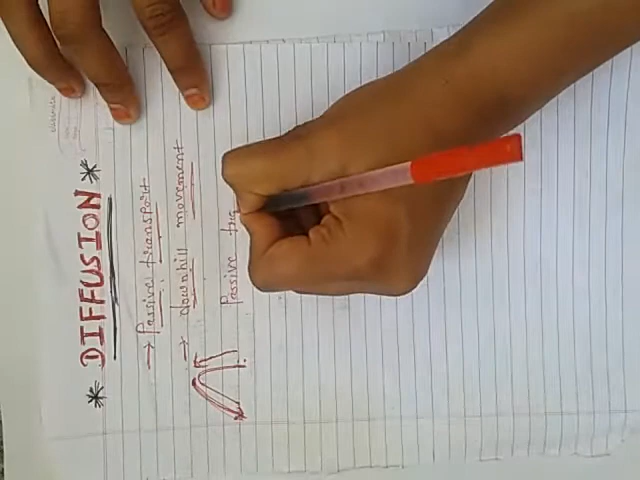 * DIFFUSION *
→ Passive transport
→ downhill movement
Passive